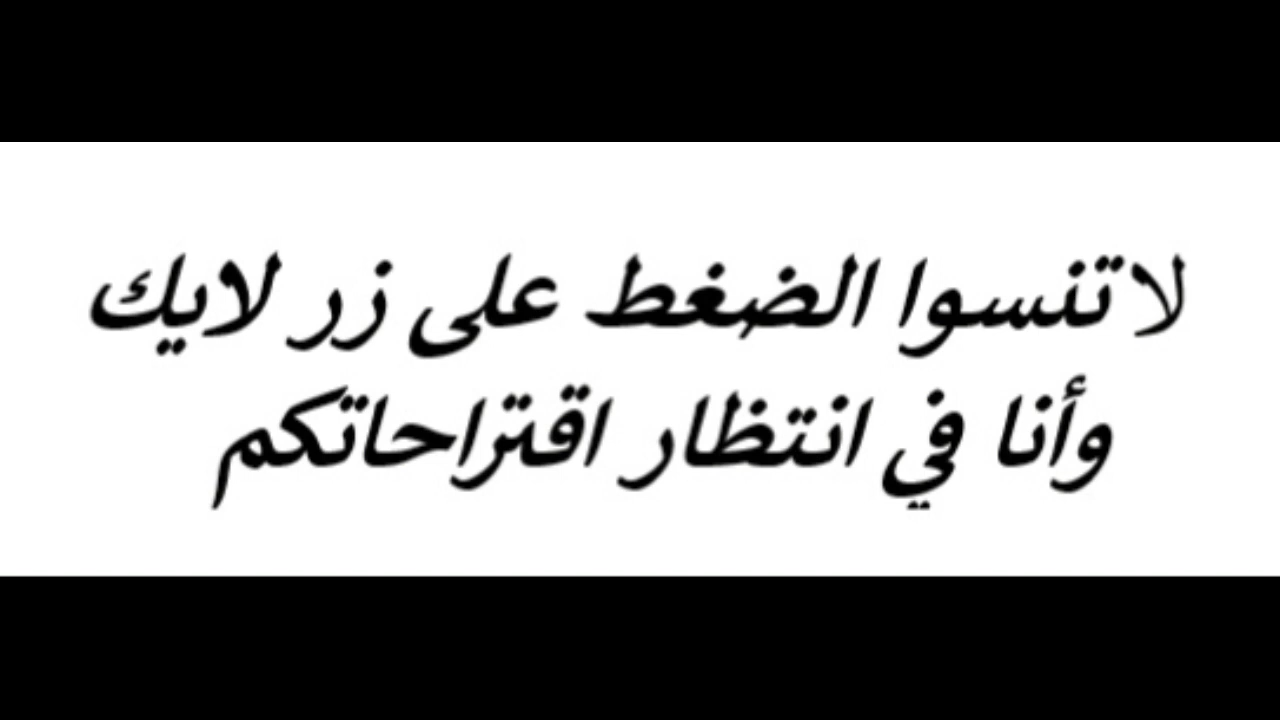 لاتنسوا الضغط على زر لايك
وأنا في انتظار اقتراحاتكم